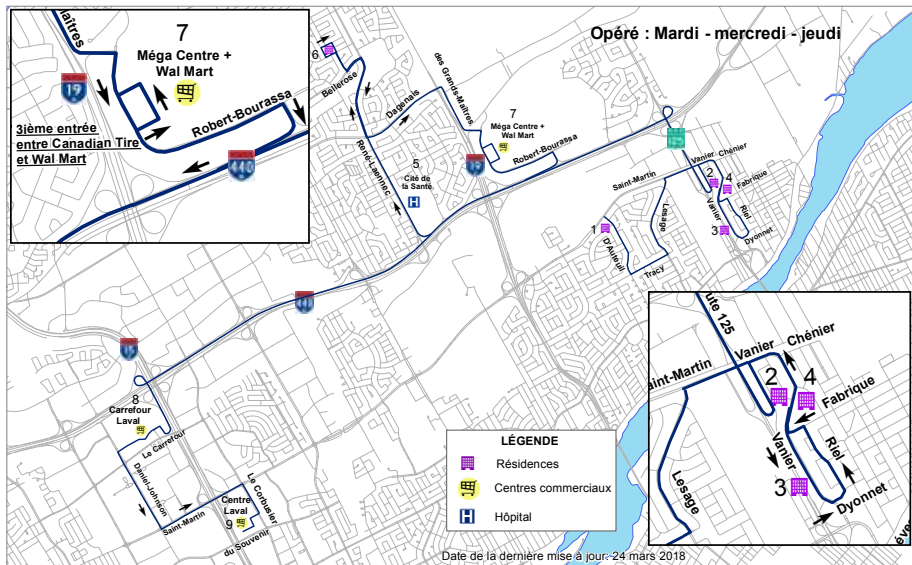 Maîtres
7
Méga Centre +
Wal Mart
19
Robert-Bourassa
3ième entrée
entre Canadian Tire
et Wal Mart
440
Opéré : Mardi - mercredi - jeudi
6
Bellerose
des Grands-Maîtres
Dagenais
7
Méga Centre +
Wal Mart
Robert-Bourassa
19
René-Laennec
5
Cité de
la Santé
H
Saint-Martin
Vanier
Chénier
2
4
Fabrique
Lesage
Vanier
Riel
1
3
D'Auteuil
Dyonnet
Tracy
440
15
8
Carrefour
Laval
Le Carrefour
Daniel-Johnson
Le Corbusier
Centre
Laval
Saint-Martin
9
du Souvenir
LÉGENDE
Résidences
Centres commerciaux
H
Hôpital
Date de la dernière mise à jour: 24 mars 2018
ute 125
Chénier
Vanier
aint-Martin
2
4
Fabrique
Vanier
Riel
Lesage
3
Dyonnet
éve